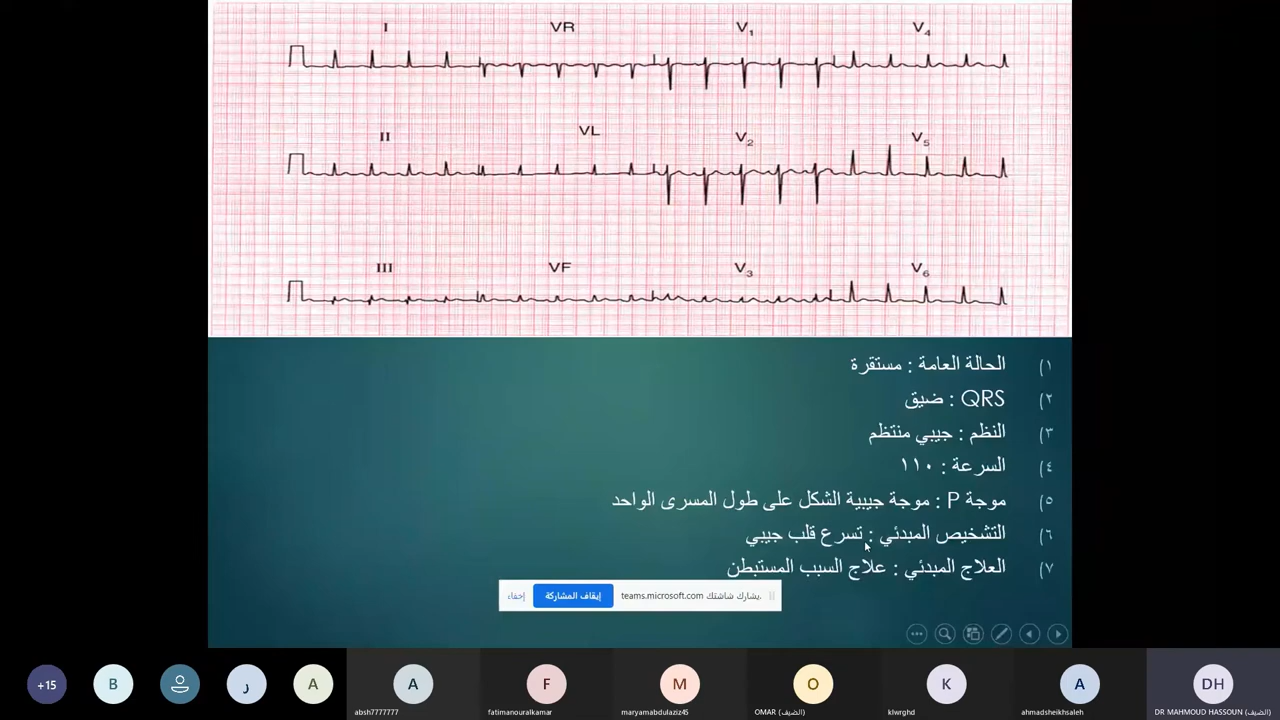 I VR V1 V4
II VL V2 V5
III VF V3 V6
١) الحالة العامة : مستقرة
٢) QRS : ضيق
٣) النظم : جيبي منتظم
٤) السرعة : ١١٠
٥) موجة P : موجة جيبية الشكل على طول المسرى الواحد
٦) التشخيص المبدئي : تسرع قلب جيبي
٧) العلاج المبدئي : علاج السبب المستبطن
يشارك شاشتك teams.microsoft.com. إيقاف المشاركة إخفاء
+15 B ر A A F M O K A DH
absh7777777 fatimanouralkamar maryamabdulaziz45 OMAR (الضيف) klwrghd ahmadsheikhsaleh DR MAHMOUD HASSOUN (الضيف)